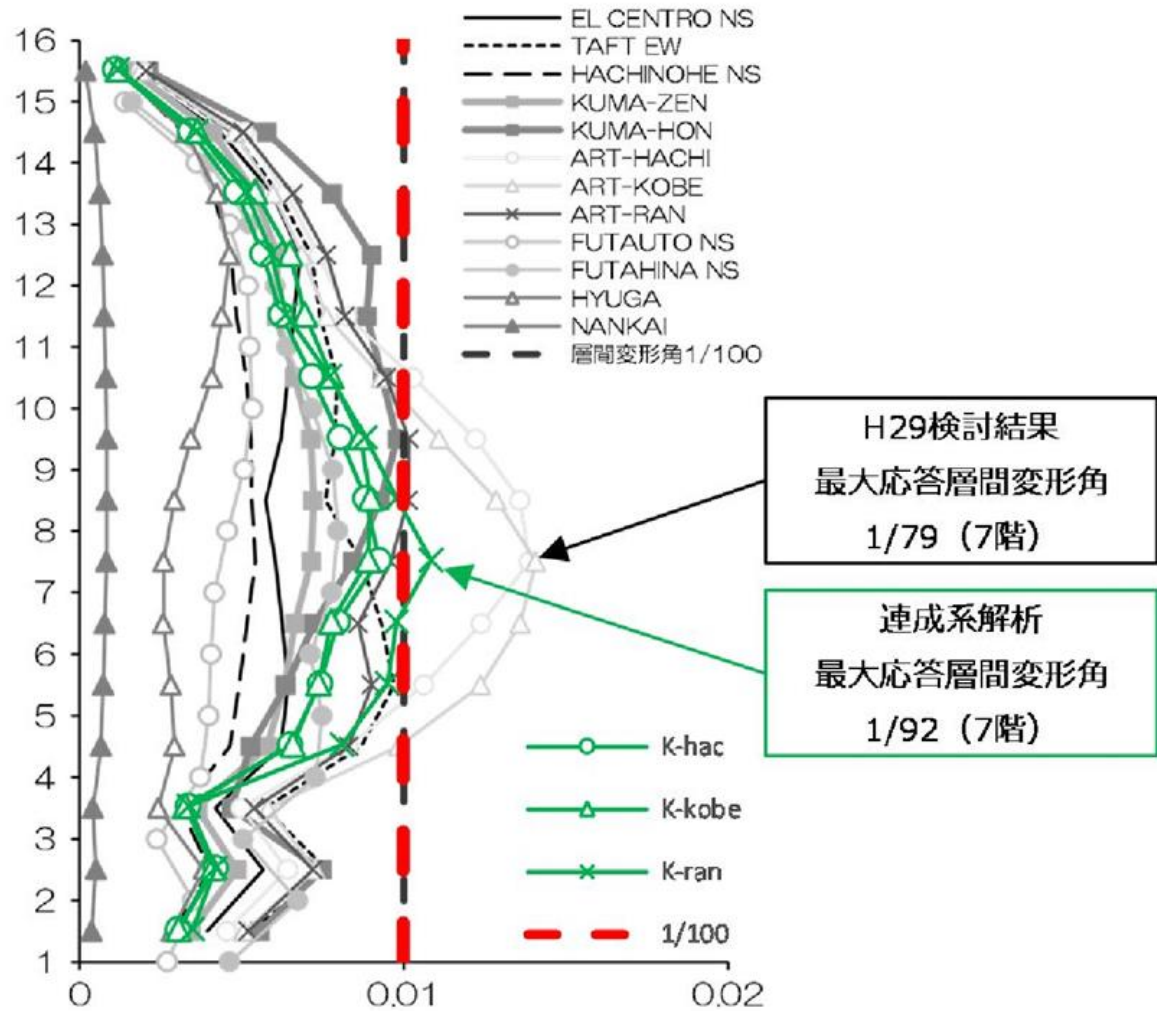 EL CENTRO NS
TAFT EW
HACHINOHE NS
KUMA-ZEN
KUMA-HON
ART-HACHI
ART-KOBE
ART-RAN
FUTAUTO NS
FUTAHINA NS
HYUGA
NANKAI
層間変形角1/100
16
15
14
13
12
11
10
9
8
7
6
5
4
3
2
1
0
0.01
0.02
H29検討結果
最大応答層間変形角
1/79（7階）
連成系解析
最大応答層間変形角
1/92（7階）
K-hac
K-kobe
K-ran
1/100